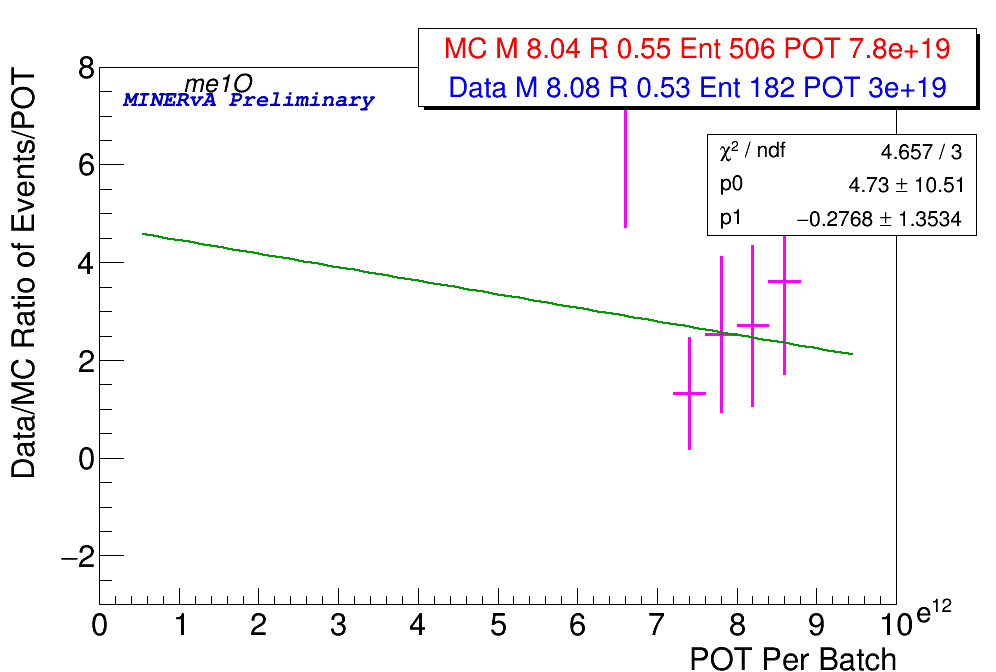 MC M 8.04 R 0.55 Ent 506 POT 7.8e+19
Data M 8.08 R 0.53 Ent 182 POT 3e+19
me1O
MINERvA Preliminary
χ² / ndf 4.657 / 3
p0 4.73 ± 10.51
p1 −0.2768 ± 1.3534
Data/MC Ratio of Events/POT
8
6
4
2
0
−2
0 1 2 3 4 5 6 7 8 9 10 e12
POT Per Batch